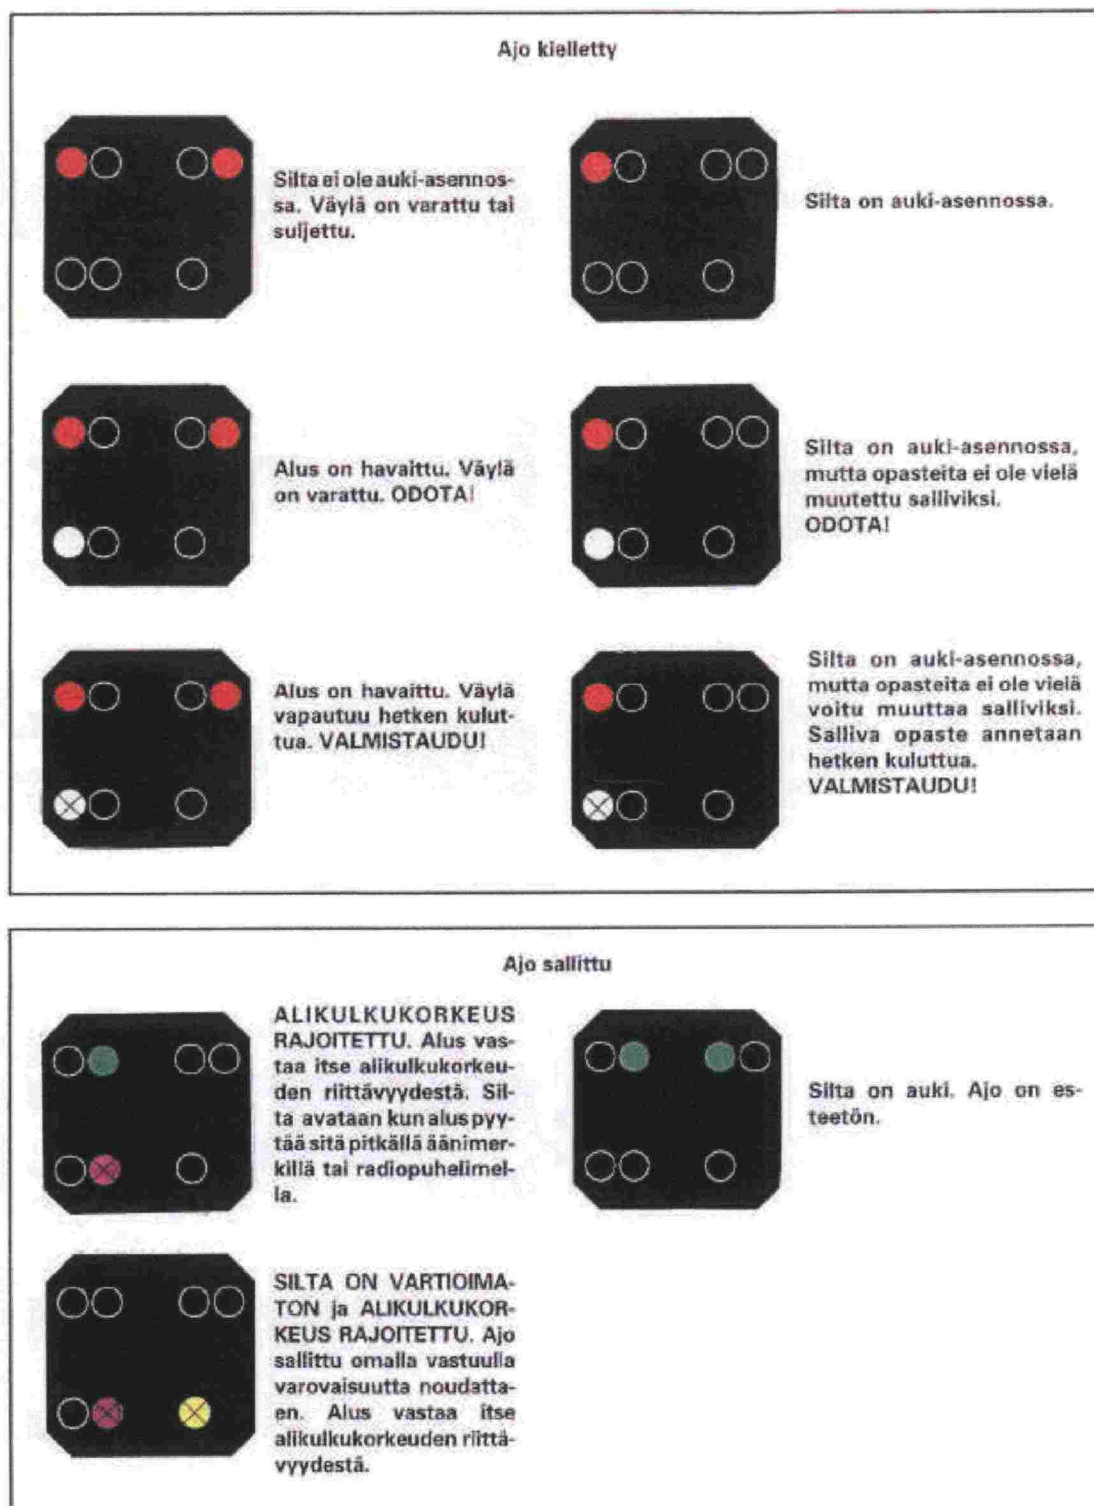 Ajo kielletty
Silta ei ole auki-asennos-
sa. Väylä on varattu tai
suljettu.
Silta on auki-asennossa.
Alus on havaittu. Väylä
on varattu. ODOTA!
Silta on auki-asennossa,
mutta opasteita ei ole vielä
muutettu salliviksi.
ODOTA!
Alus on havaittu. Väylä
vapautuu hetken kulut-
tua. VALMISTAUDU!
Silta on auki-asennossa,
mutta opasteita ei ole vielä
voitu muuttaa salliviksi.
Salliva opaste annetaan
hetken kuluttua.
VALMISTAUDU!
Ajo sallittu
ALIKULKUKORKEUS
RAJOITETTU. Alus vas-
taa itse alikulkukorkeu-
den riittävyydestä. Sil-
ta avataan kun alus pyy-
tää sitä pitkällä äänimer-
killä tai radiopuhelimel-
la.
Silta on auki. Ajo on es-
teetön.
SILTA ON VARTIOIMA-
TON ja ALIKULKUKOR-
KEUS RAJOITETTU. Ajo
sallittu omalla vastuulla
varovaisuutta noudatta-
en. Alus vastaa itse
alikulkukorkeuden riittä-
vyydestä.